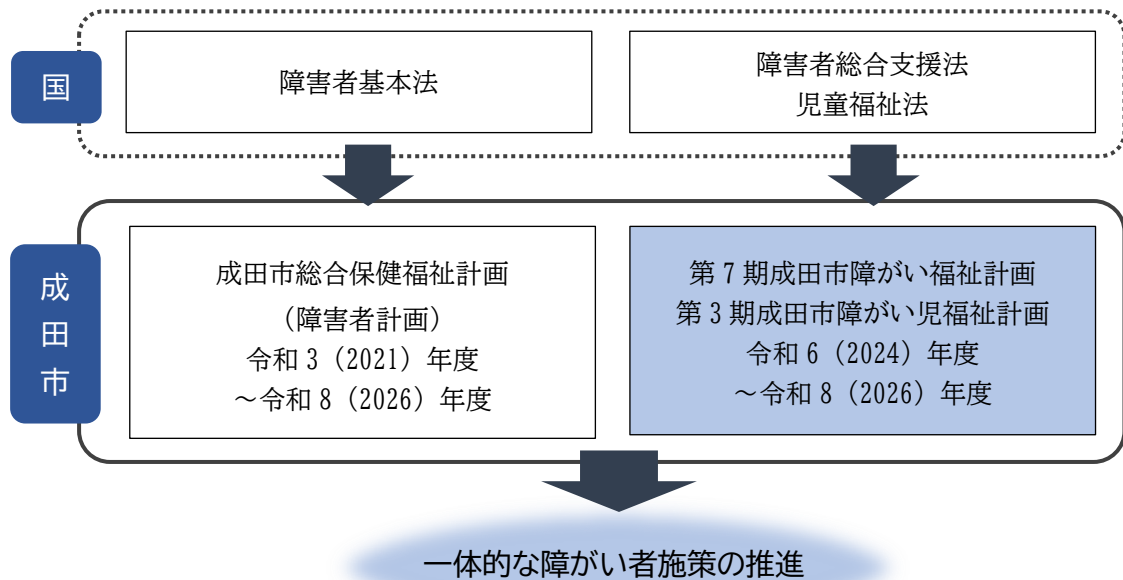 国
障害者基本法
障害者総合支援法
児童福祉法
成田市
成田市総合保健福祉計画
（障害者計画）
令和3（2021）年度
～令和8（2026）年度
第7期成田市障がい福祉計画
第3期成田市障がい児福祉計画
令和6（2024）年度
～令和8（2026）年度
一体的な障がい者施策の推進